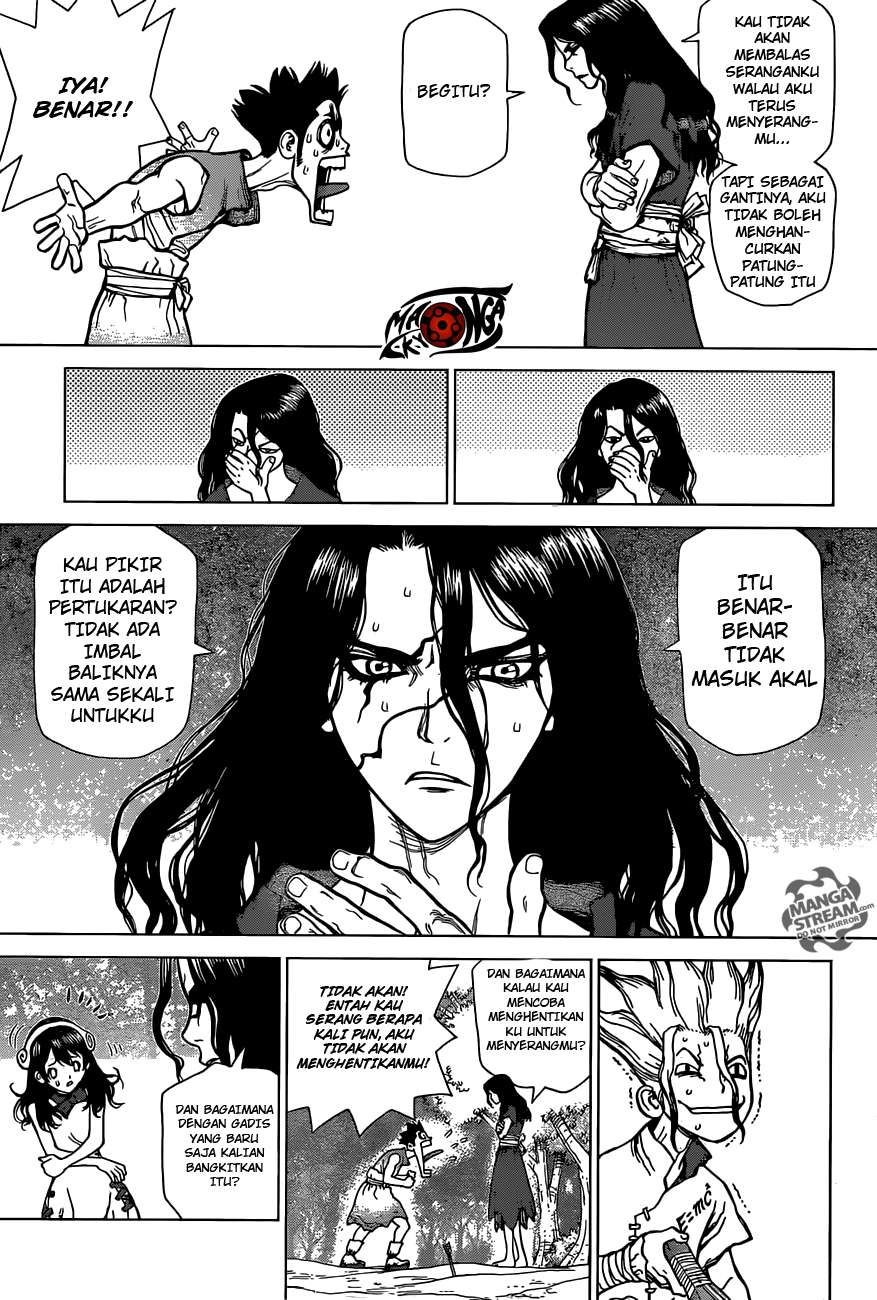 KAU TIDAK
AKAN
MEMBALAS
SERANGANKU
WALAU AKU
TERUS
MENYERANG-
MU...
TAPI SEBAGAI
GANTINYA, AKU
TIDAK BOLEH
MENGHAN-
CURKAN
PATUNG-
PATUNG ITU
BEGITU?
IYA!
BENAR!!
MANGA
SKY
ITU
BENAR-
BENAR
TIDAK
MASUK AKAL
KAU PIKIR
ITU ADALAH
PERTUKARAN?
TIDAK ADA
IMBAL
BALIKNYA
SAMA SEKALI
UNTUKKU
MANGA
STREAM.com
DO NOT MIRROR
DAN BAGAIMANA
KALAU KAU
MENCOBA
MENGHENTIKAN
KU UNTUK
MENYERANGMU?
TIDAK AKAN!
ENTAH KAU
SERANG BERAPA
KALI PUN, AKU
TIDAK AKAN
MENGHENTIKANMU!
DAN BAGAIMANA
DENGAN GADIS
YANG BARU
SAJA KALIAN
BANGKITKAN
ITU?
E=mc²